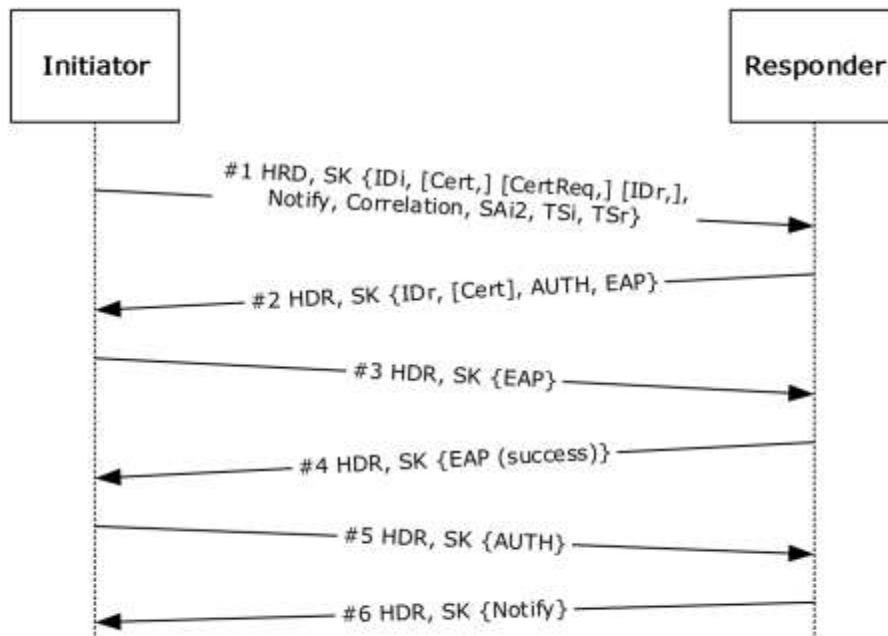 Initiator
Responder
#1 HRD, SK {IDi, [Cert,] [CertReq,] [IDr,],
Notify, Correlation, SAi2, TSi, TSr}
#2 HDR, SK {IDr, [Cert], AUTH, EAP}
#3 HDR, SK {EAP}
#4 HDR, SK {EAP (success)}
#5 HDR, SK {AUTH}
#6 HDR, SK {Notify}